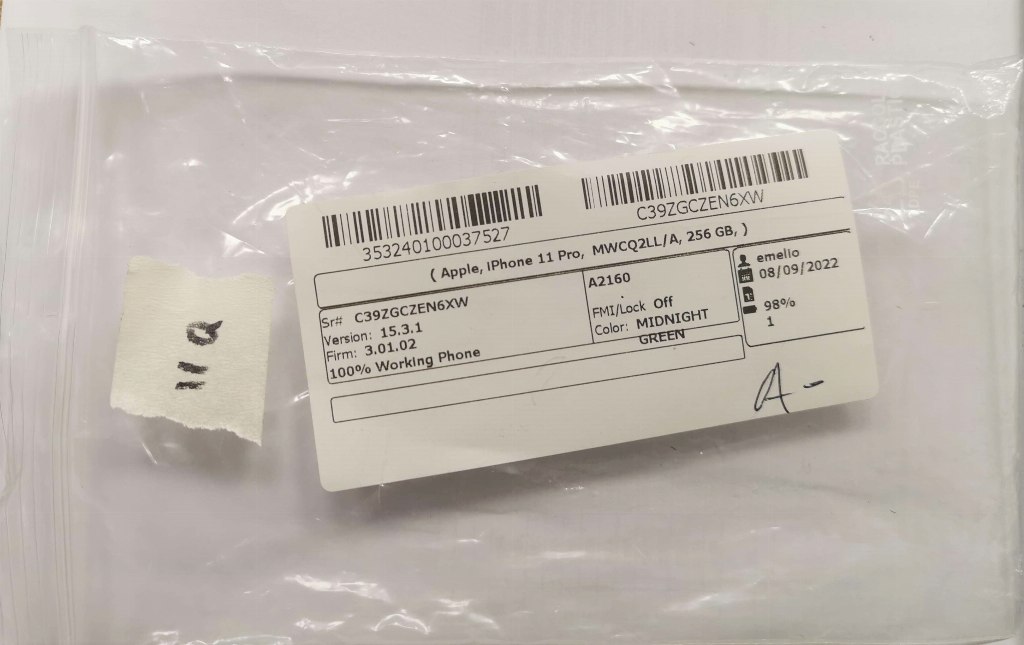 353240100037527
C39ZGCZEN6XW
( Apple, iPhone 11 Pro, MWCQ2LL/A, 256 GB, )
Sr# C39ZGCZEN6XW
Version: 15.3.1
Firm: 3.01.02
100% Working Phone
A2160
FMI/Lock Off
Color: MIDNIGHT
GREEN
emelio
08/09/2022
98%
1
A-